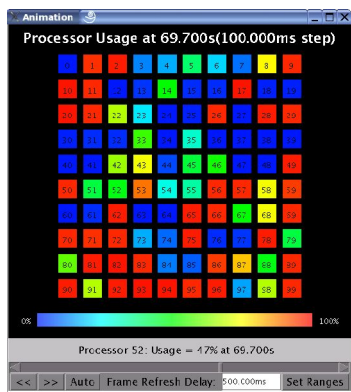 Animation
Processor Usage at 69.700s(100.000ms step)
0 1 2 3 4 5 6 7 8 9
10 11 12 13 14 15 16 17 18 19
20 21 22 23 24 25 26 27 28 29
30 31 32 33 34 35 36 37 38 39
40 41 42 43 44 45 46 47 48 49
50 51 52 53 54 55 56 57 58 59
60 61 62 63 64 65 66 67 68 69
70 71 72 73 74 75 76 77 78 79
80 81 82 83 84 85 86 87 88 89
90 91 92 93 94 95 96 97 98 99
0% 100%
Processor 52: Usage = 47% at 69.700s
<< >> Auto Frame Refresh Delay: 500.000ms Set Ranges